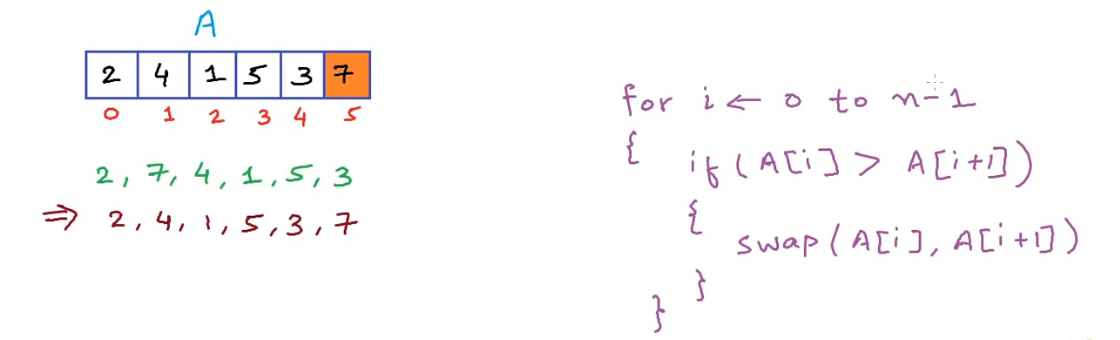 A
2 4 1 5 3 7
0 1 2 3 4 5
2, 7, 4, 1, 5, 3
⇒ 2, 4, 1, 5, 3, 7
for i ← 0 to n-1
{
if (A[i] > A[i+1])
{
swap (A[i], A[i+1])
}
}